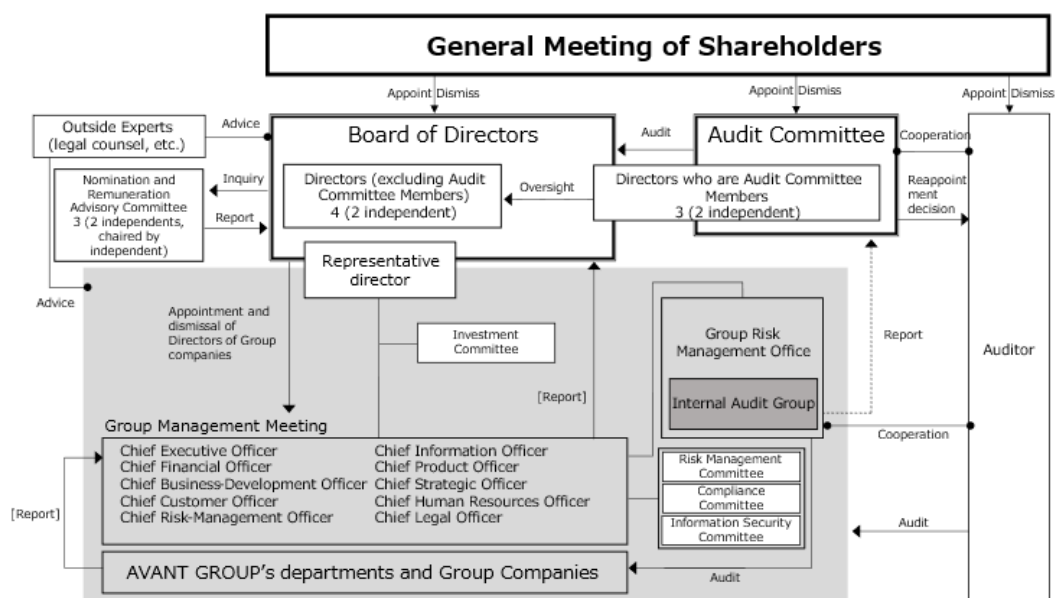 General Meeting of Shareholders
Appoint Dismiss
Appoint Dismiss
Appoint Dismiss
Outside Experts
(legal counsel, etc.)
Advice
Board of Directors
Audit
Audit Committee
Cooperation
Nomination and
Remuneration
Advisory Committee
3 (2 independents,
chaired by
independent)
Inquiry
Report
Directors (excluding Audit
Committee Members)
4 (2 independent)
Oversight
Directors who are Audit Committee
Members
3 (2 independent)
Reappoint
ment
decision
Representative
director
Advice
Appointment and
dismissal of
Directors of Group
companies
Investment
Committee
Group Risk
Management Office
Internal Audit Group
Report
Auditor
[Report]
Cooperation
Group Management Meeting
Chief Executive Officer
Chief Financial Officer
Chief Business-Development Officer
Chief Customer Officer
Chief Risk-Management Officer
Chief Information Officer
Chief Product Officer
Chief Strategic Officer
Chief Human Resources Officer
Chief Legal Officer
Risk Management
Committee
Compliance
Committee
Information Security
Committee
[Report]
Audit
AVANT GROUP's departments and Group Companies
Audit